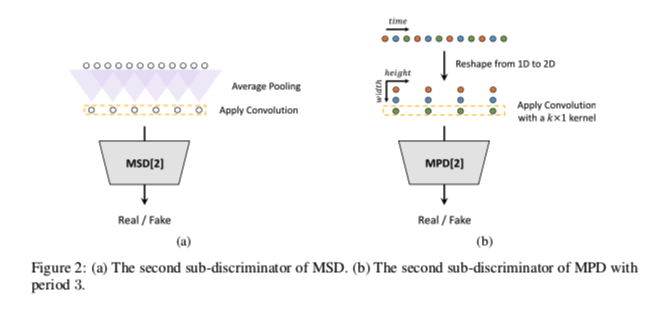 time
Reshape from 1D to 2D
height
width
Average Pooling
Apply Convolution
Apply Convolution
with a k×1 kernel
MSD[2]
MPD[2]
Real / Fake
Real / Fake
(a)
(b)
Figure 2: (a) The second sub-discriminator of MSD. (b) The second sub-discriminator of MPD with
period 3.